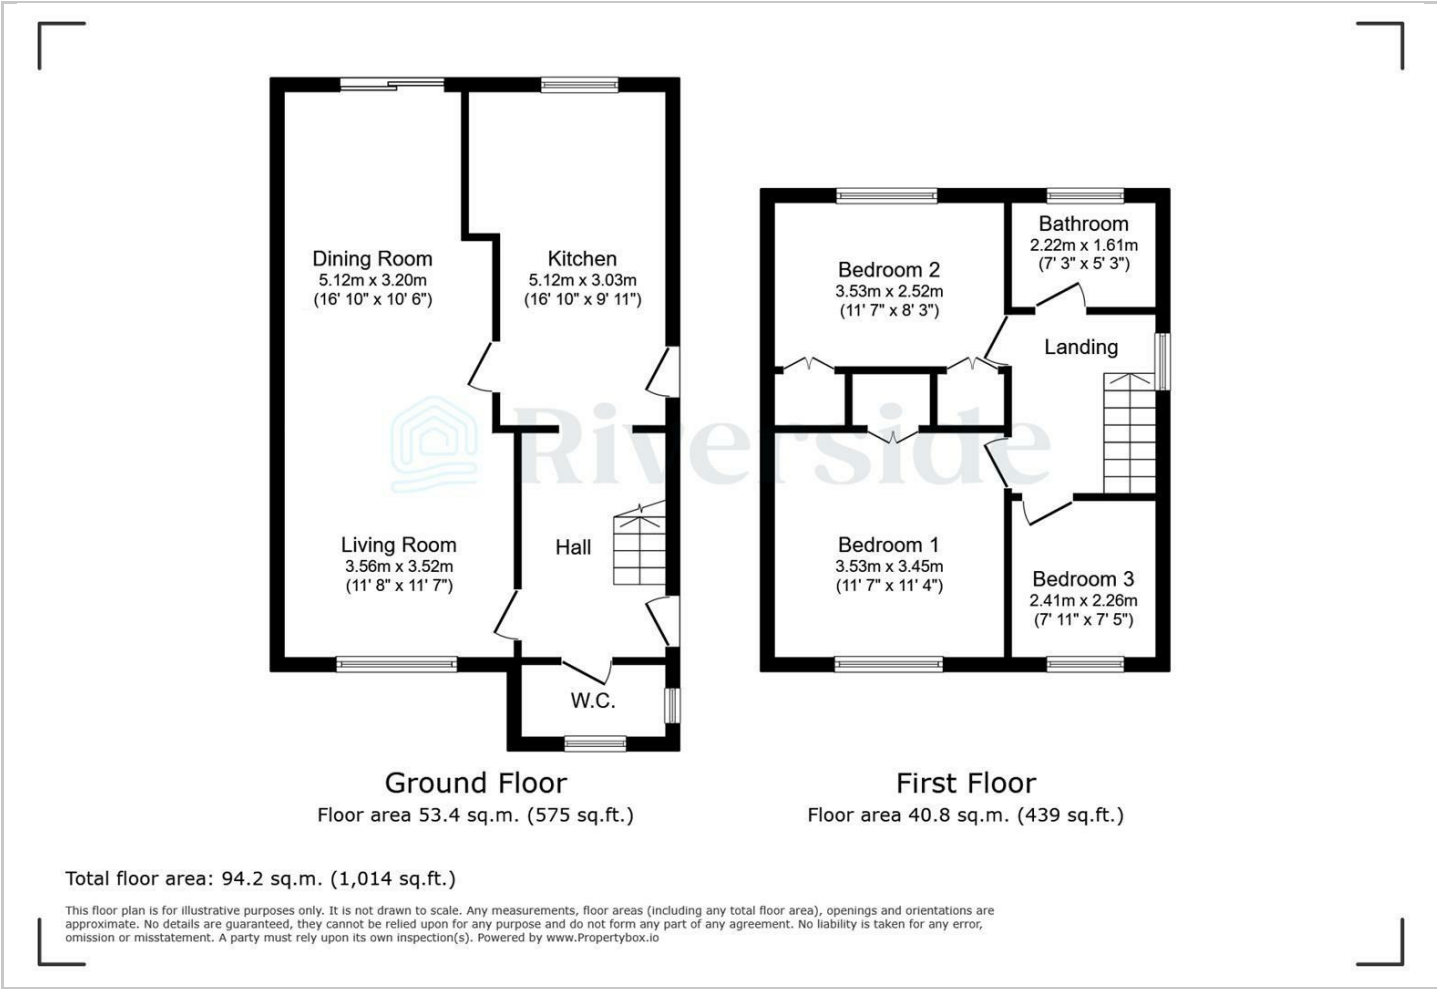 Dining Room
5.12m x 3.20m
(16' 10" x 10' 6")
Kitchen
5.12m x 3.03m
(16' 10" x 9' 11")
Living Room
3.56m x 3.52m
(11' 8" x 11' 7")
Hall
W.C.
Bedroom 2
3.53m x 2.52m
(11' 7" x 8' 3")
Bathroom
2.22m x 1.61m
(7' 3" x 5' 3")
Landing
Bedroom 1
3.53m x 3.45m
(11' 7" x 11' 4")
Bedroom 3
2.41m x 2.26m
(7' 11" x 7' 5")
Riverside
Ground Floor
Floor area 53.4 sq.m. (575 sq.ft.)
First Floor
Floor area 40.8 sq.m. (439 sq.ft.)
Total floor area: 94.2 sq.m. (1,014 sq.ft.)
This floor plan is for illustrative purposes only. It is not drawn to scale. Any measurements, floor areas (including any total floor area), openings and orientations are
approximate. No details are guaranteed, they cannot be relied upon for any purpose and do not form any part of any agreement. No liability is taken for any error,
omission or misstatement. A party must rely upon its own inspection(s). Powered by www.Propertybox.io